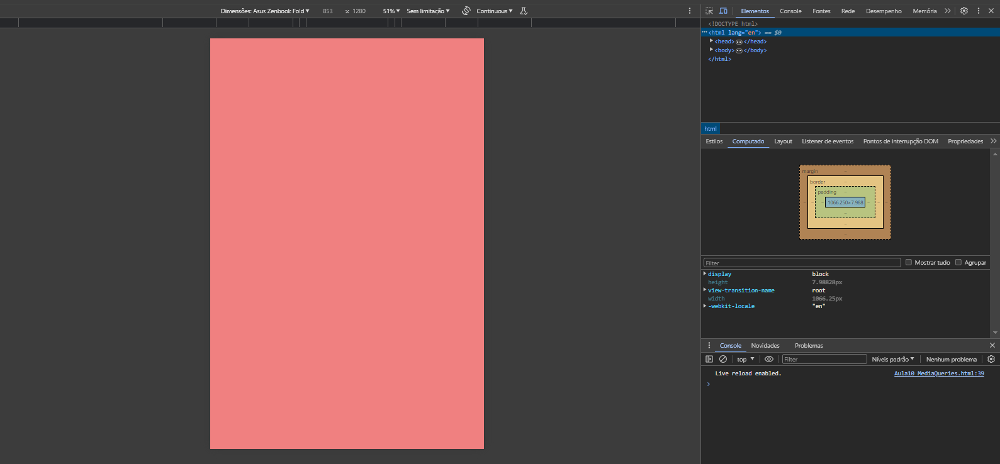 Dimensões: Asus Zenbook Fold ▾ 853 × 1280 51% ▾ Sem limitação ▾ Continuous ▾
Elementos Console Fontes Rede Desempenho Memória
<!DOCTYPE html>
<html lang="en"> == $0
<head> </head>
<body> </body>
</html>
html
Estilos Computado Layout Listener de eventos Pontos de interrupção DOM Propriedades
margin –
border –
padding –
– – – 1066.250×7.988 – – –
–
–
–
Filter Mostrar tudo Agrupar
display block
height 7.98828px
view-transition-name root
width 1066.25px
-webkit-locale "en"
Console Novidades Problemas
top ▾ Filter Níveis padrão ▾ Nenhum problema
Live reload enabled. Aula10 MediaQueries.html:39